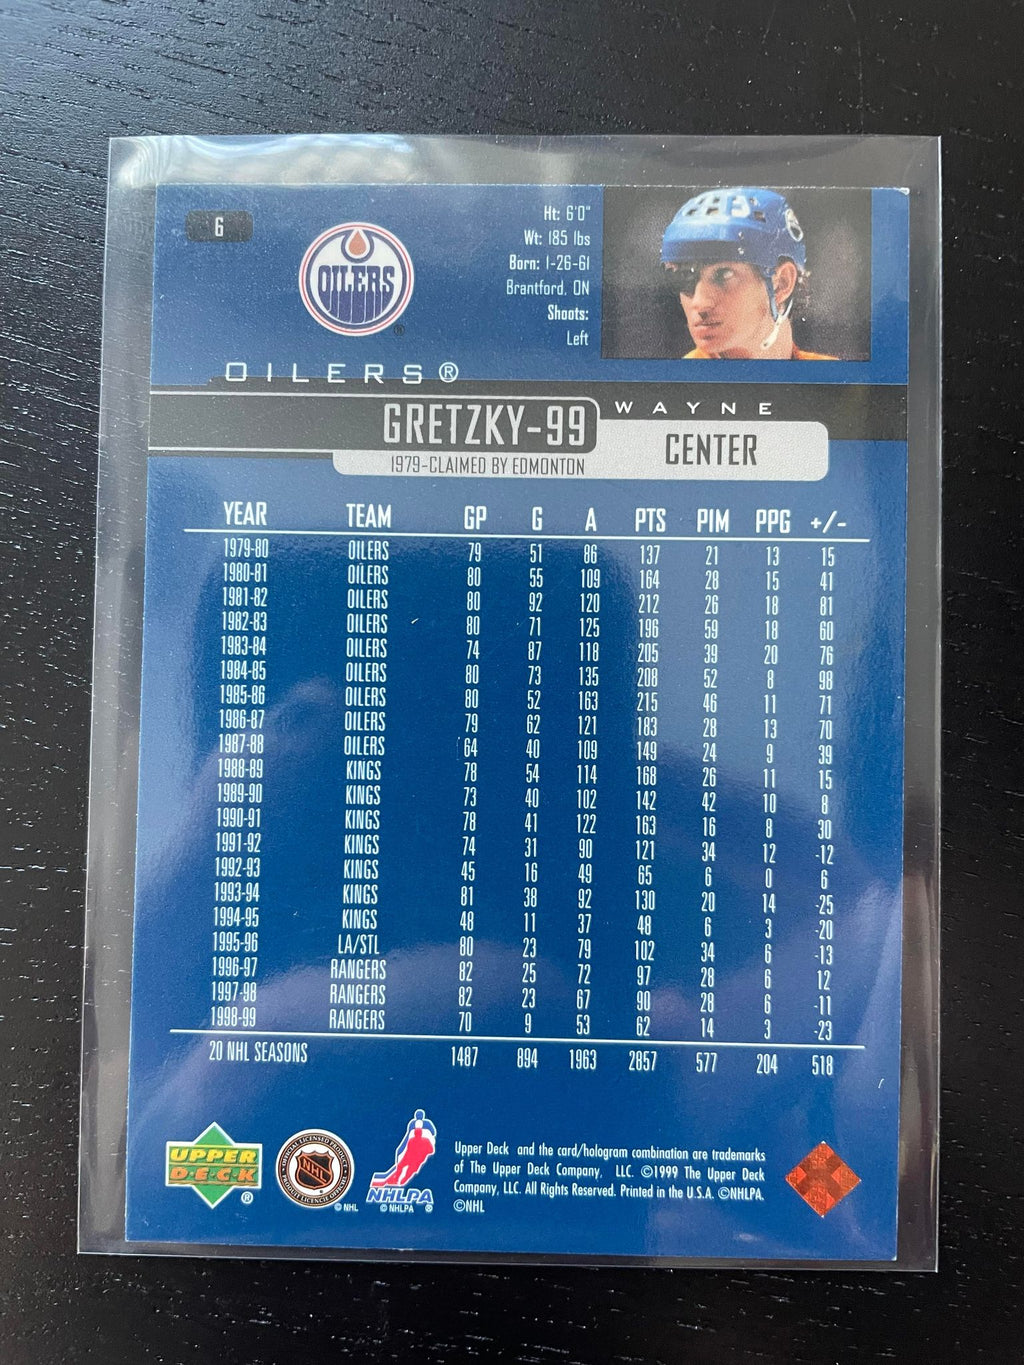 6
OILERS
®
Ht: 6'0"
Wt: 185 lbs
Born: 1-26-61
Brantford, ON
Shoots:
Left
OILERS®
WAYNE
GRETZKY-99
CENTER
1979-CLAIMED BY EDMONTON
YEAR TEAM GP G A PTS PIM PPG +/-
1979-80 OILERS 79 51 86 137 21 13 15
1980-81 OILERS 80 55 109 164 28 15 41
1981-82 OILERS 80 92 120 212 26 18 81
1982-83 OILERS 80 71 125 196 59 18 60
1983-84 OILERS 74 87 118 205 39 20 76
1984-85 OILERS 80 73 135 208 52 8 98
1985-86 OILERS 80 52 163 215 46 11 71
1986-87 OILERS 79 62 121 183 28 13 70
1987-88 OILERS 64 40 109 149 24 9 39
1988-89 KINGS 78 54 114 168 26 11 15
1989-90 KINGS 73 40 102 142 42 10 8
1990-91 KINGS 78 41 122 163 16 8 30
1991-92 KINGS 74 31 90 121 34 12 -12
1992-93 KINGS 45 16 49 65 6 0 6
1993-94 KINGS 81 38 92 130 20 14 -25
1994-95 KINGS 48 11 37 48 6 3 -20
1995-96 LA/STL 80 23 79 102 34 6 -13
1996-97 RANGERS 82 25 72 97 28 6 12
1997-98 RANGERS 82 23 67 90 28 6 -11
1998-99 RANGERS 70 9 53 62 14 3 -23
20 NHL SEASONS 1487 894 1963 2857 577 204 518
UPPER
DECK
®
NHL
© NHL
NHLPA
© NHLPA ®
Upper Deck and the card/hologram combination are trademarks
of The Upper Deck Company, LLC. ©1999 The Upper Deck
Company, LLC. All Rights Reserved. Printed in the U.S.A. ©NHLPA.
©NHL